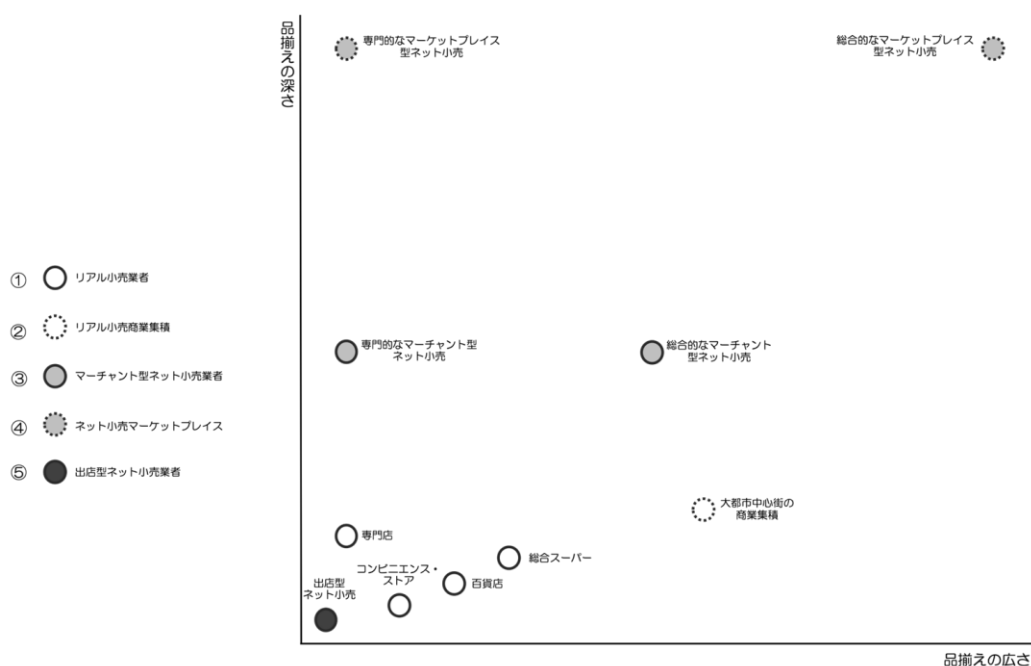 品揃えの深さ
専門的なマーケットプレイス
型ネット小売
総合的なマーケットプレイス
型ネット小売
① リアル小売業者
② リアル小売商業集積
③ マーチャント型ネット小売業者
④ ネット小売マーケットプレイス
⑤ 出店型ネット小売業者
専門的なマーチャント型
ネット小売
総合的なマーチャント
型ネット小売
大都市中心街の
商業集積
専門店
総合スーパー
コンビニエンス・
ストア
百貨店
出店型
ネット小売
品揃えの広さ